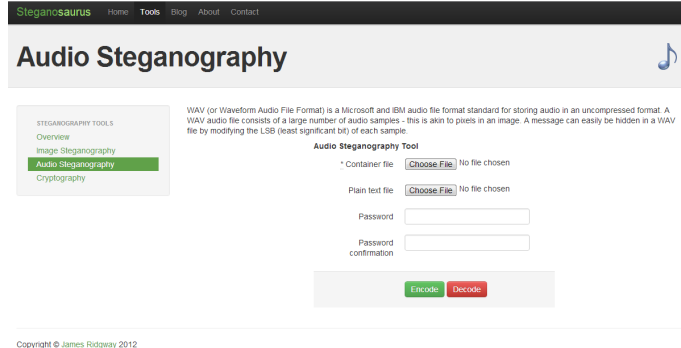 Steganosaurus Home Tools Blog About Contact
Audio Steganography
STEGANOGRAPHY TOOLS
Overview
Image Steganography
Audio Steganography
Cryptography
WAV (or Waveform Audio File Format) is a Microsoft and IBM audio file format standard for storing audio in an uncompressed format. A
WAV audio file consists of a large number of audio samples - this is akin to pixels in an image. A message can easily be hidden in a WAV
file by modifying the LSB (least significant bit) of each sample.
Audio Steganography Tool
* Container file Choose File No file chosen
Plain text file Choose File No file chosen
Password
Password
confirmation
Encode Decode
Copyright © James Ridgway 2012